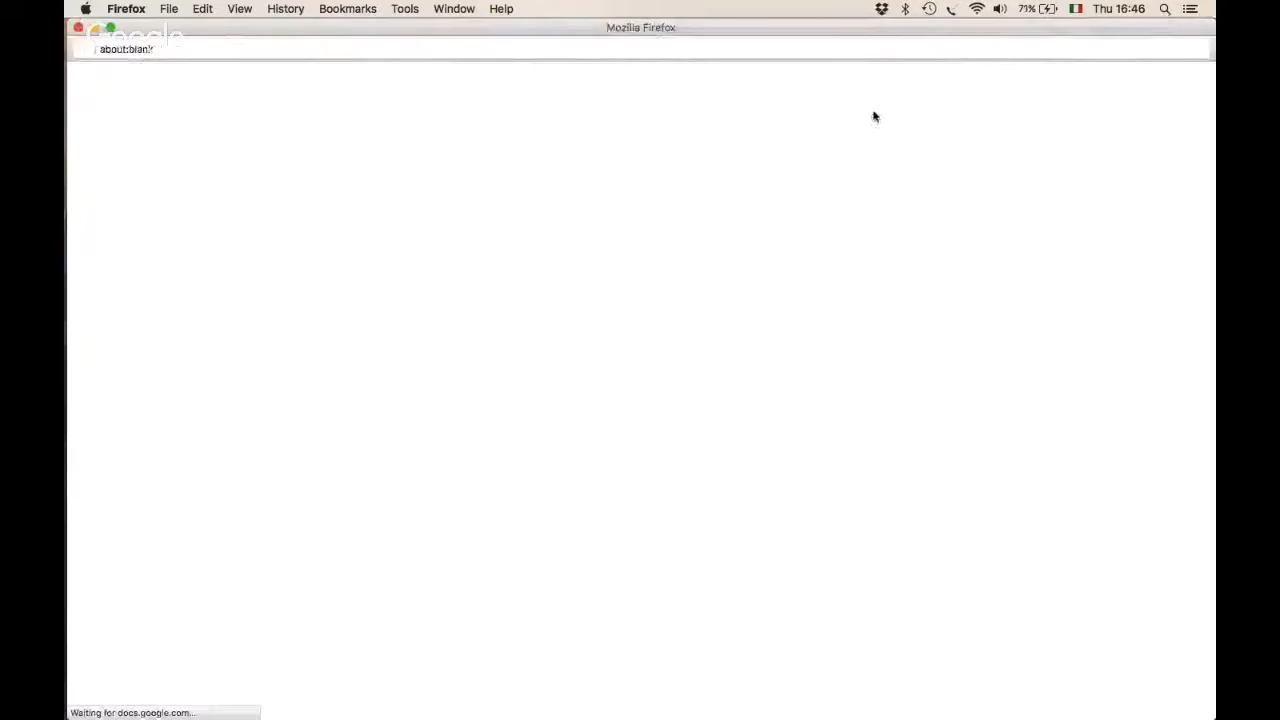 Firefox File Edit View History Bookmarks Tools Window Help 71% Thu 16:46
Mozilla Firefox
Google
about:blank
Waiting for docs.google.com...